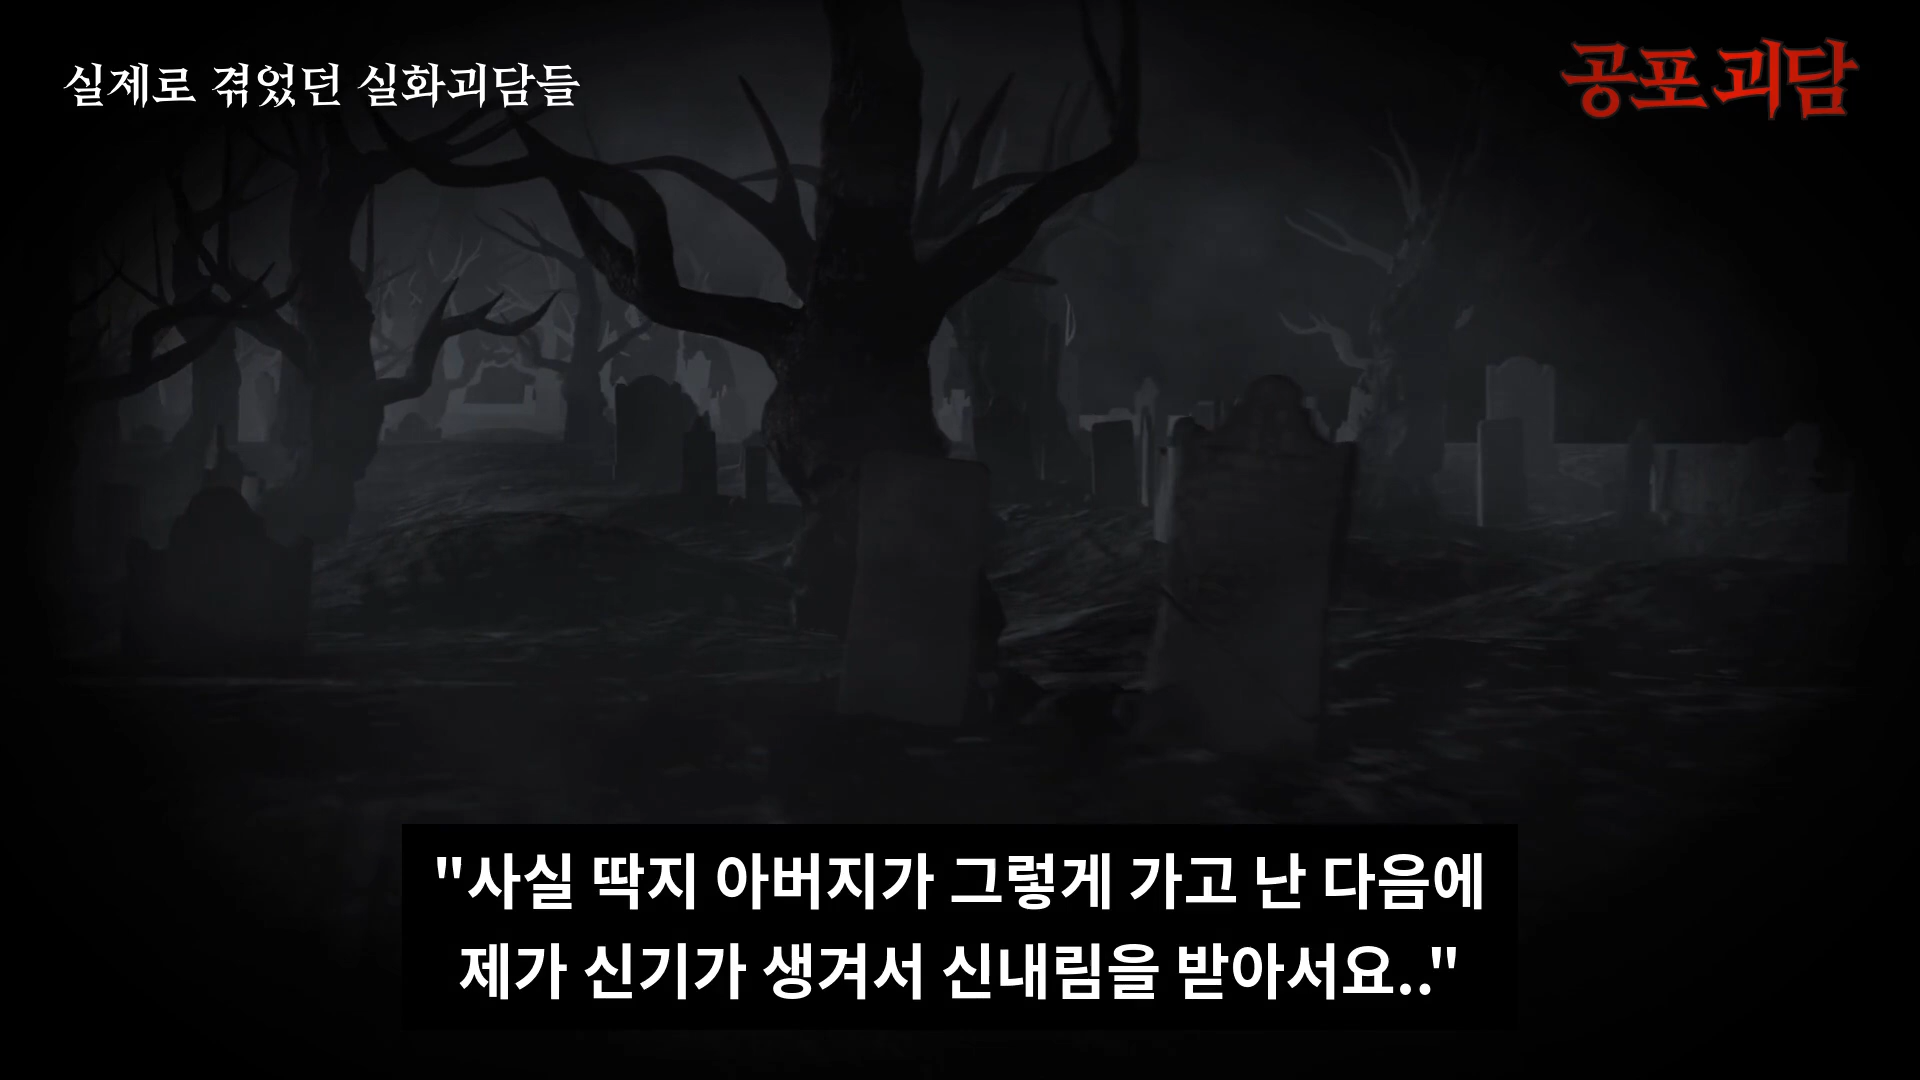 실제로 겪었던 실화괴담들
공포 괴담
"사실 딱지 아버지가 그렇게 가고 난 다음에
제가 신기가 생겨서 신내림을 받아서요.."